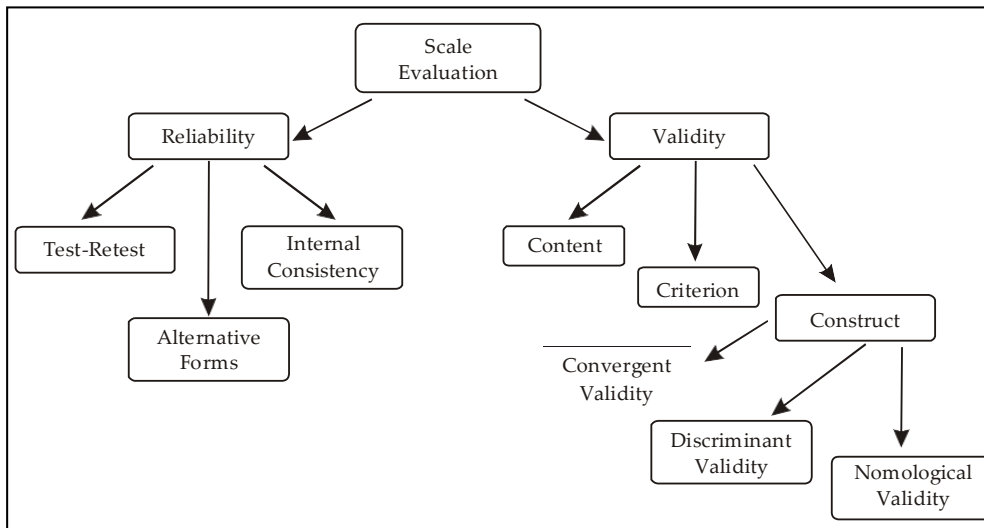 Scale
Evaluation
Reliability
Validity
Test-Retest
Internal
Consistency
Alternative
Forms
Content
Criterion
Construct
Convergent
Validity
Discriminant
Validity
Nomological
Validity